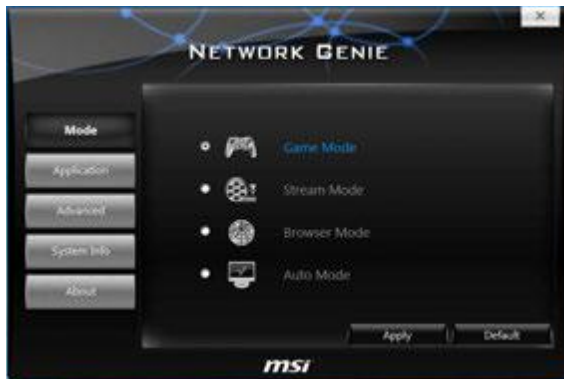 NETWORK GENIE
Mode
Application
Advanced
System Info
About
Game Mode
Stream Mode
Browser Mode
Auto Mode
Apply
Default
msi